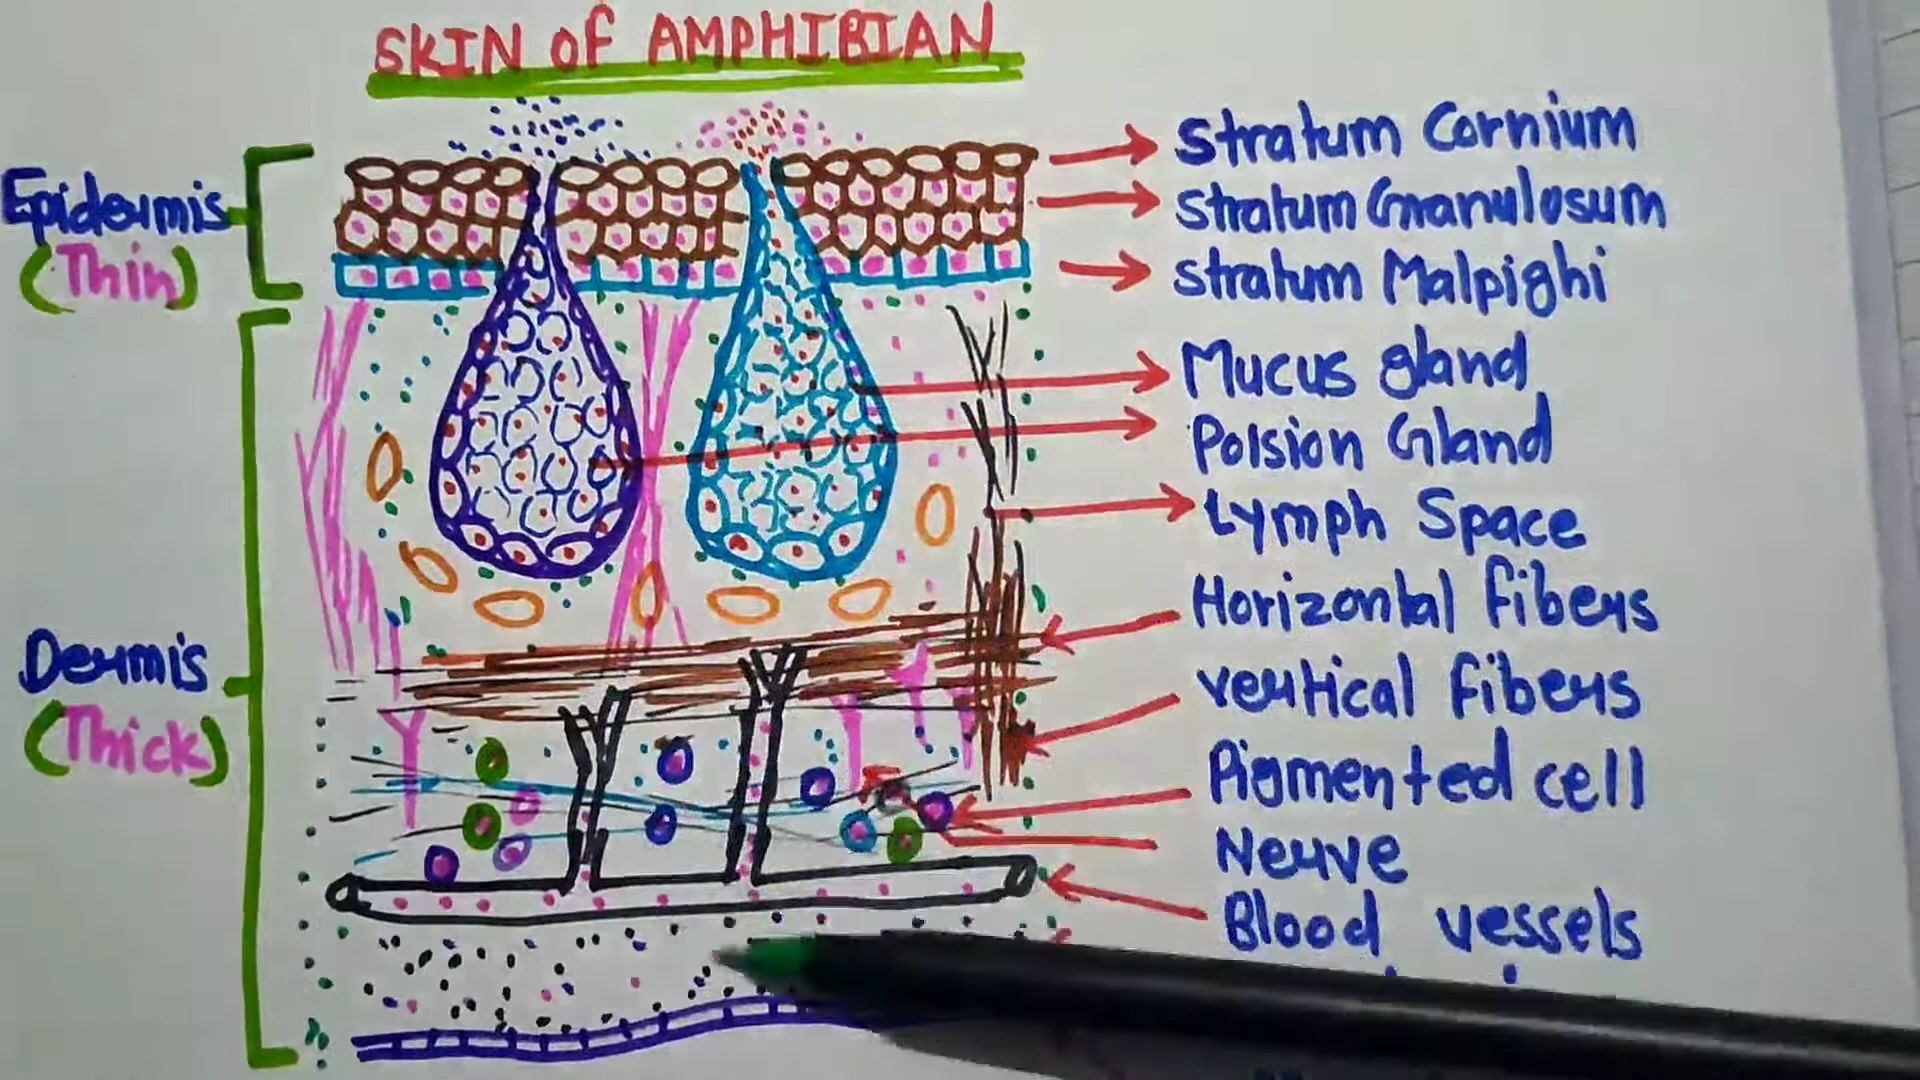 SKIN OF AMPHIBIAN
Epidermis
(Thin)
Dermis
(Thick)
Stratum Cornium
Stratum Granulosum
Stratum Malpighi
Mucus gland
Polsion Gland
Lymph Space
Horizontal fibers
vertical fibers
Pigmented cell
Nerve
Blood vessels